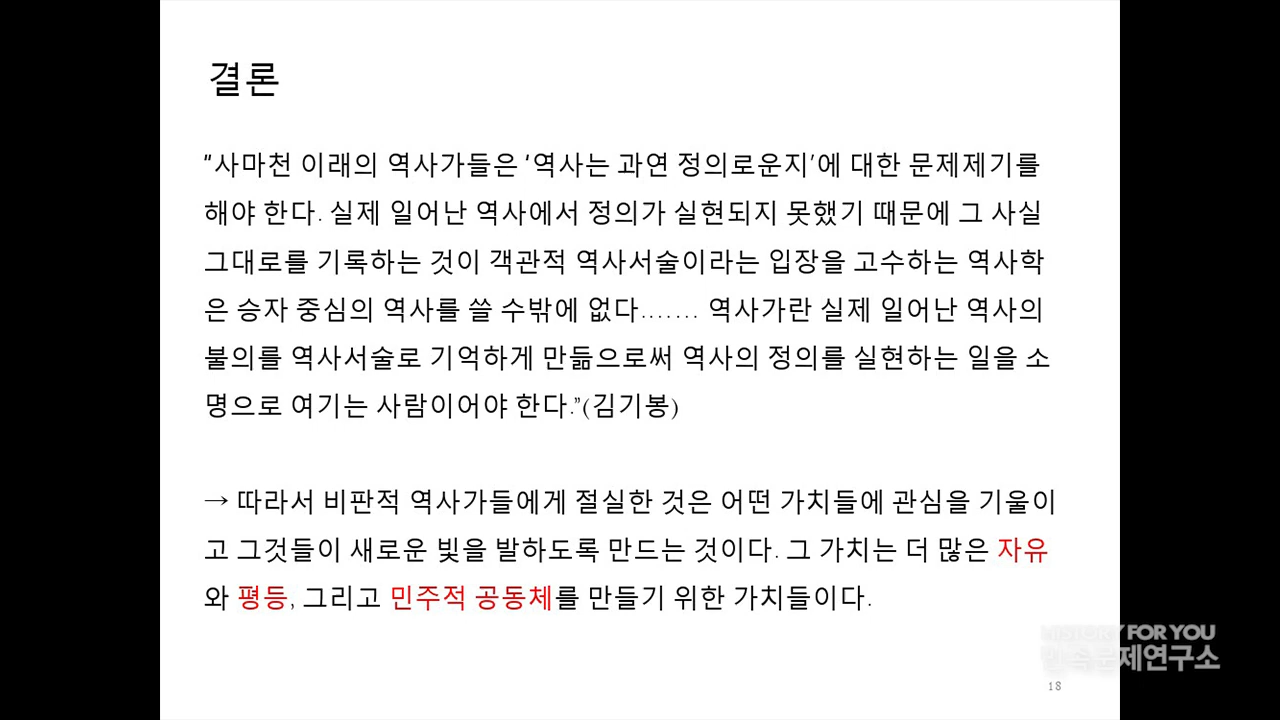 결론
"사마천 이래의 역사가들은 ‘역사는 과연 정의로운지’에 대한 문제제기를
해야 한다. 실제 일어난 역사에서 정의가 실현되지 못했기 때문에 그 사실
그대로를 기록하는 것이 객관적 역사서술이라는 입장을 고수하는 역사학
은 승자 중심의 역사를 쓸 수밖에 없다....... 역사가란 실제 일어난 역사의
불의를 역사서술로 기억하게 만듦으로써 역사의 정의를 실현하는 일을 소
명으로 여기는 사람이어야 한다.”(김기봉)
→ 따라서 비판적 역사가들에게 절실한 것은 어떤 가치들에 관심을 기울이
고 그것들이 새로운 빛을 발하도록 만드는 것이다. 그 가치는 더 많은 자유
와 평등, 그리고 민주적 공동체를 만들기 위한 가치들이다.
HISTORY FOR YOU
민족문제연구소
18